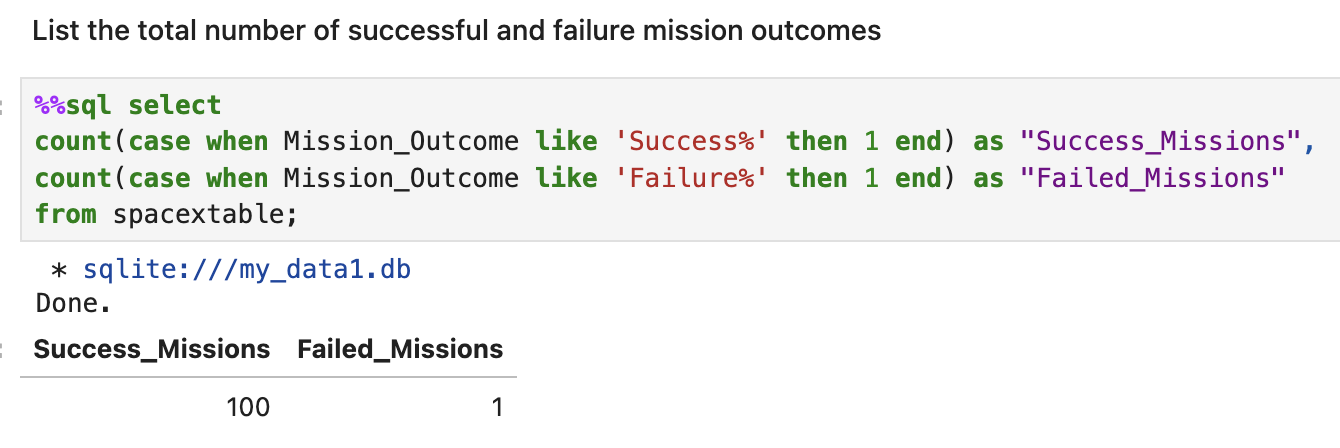 List the total number of successful and failure mission outcomes
%%sql select
count(case when Mission_Outcome like 'Success%' then 1 end) as "Success_Missions",
count(case when Mission_Outcome like 'Failure%' then 1 end) as "Failed_Missions"
from spacextable;
* sqlite:///my_data1.db
Done.
Success_Missions Failed_Missions
100 1